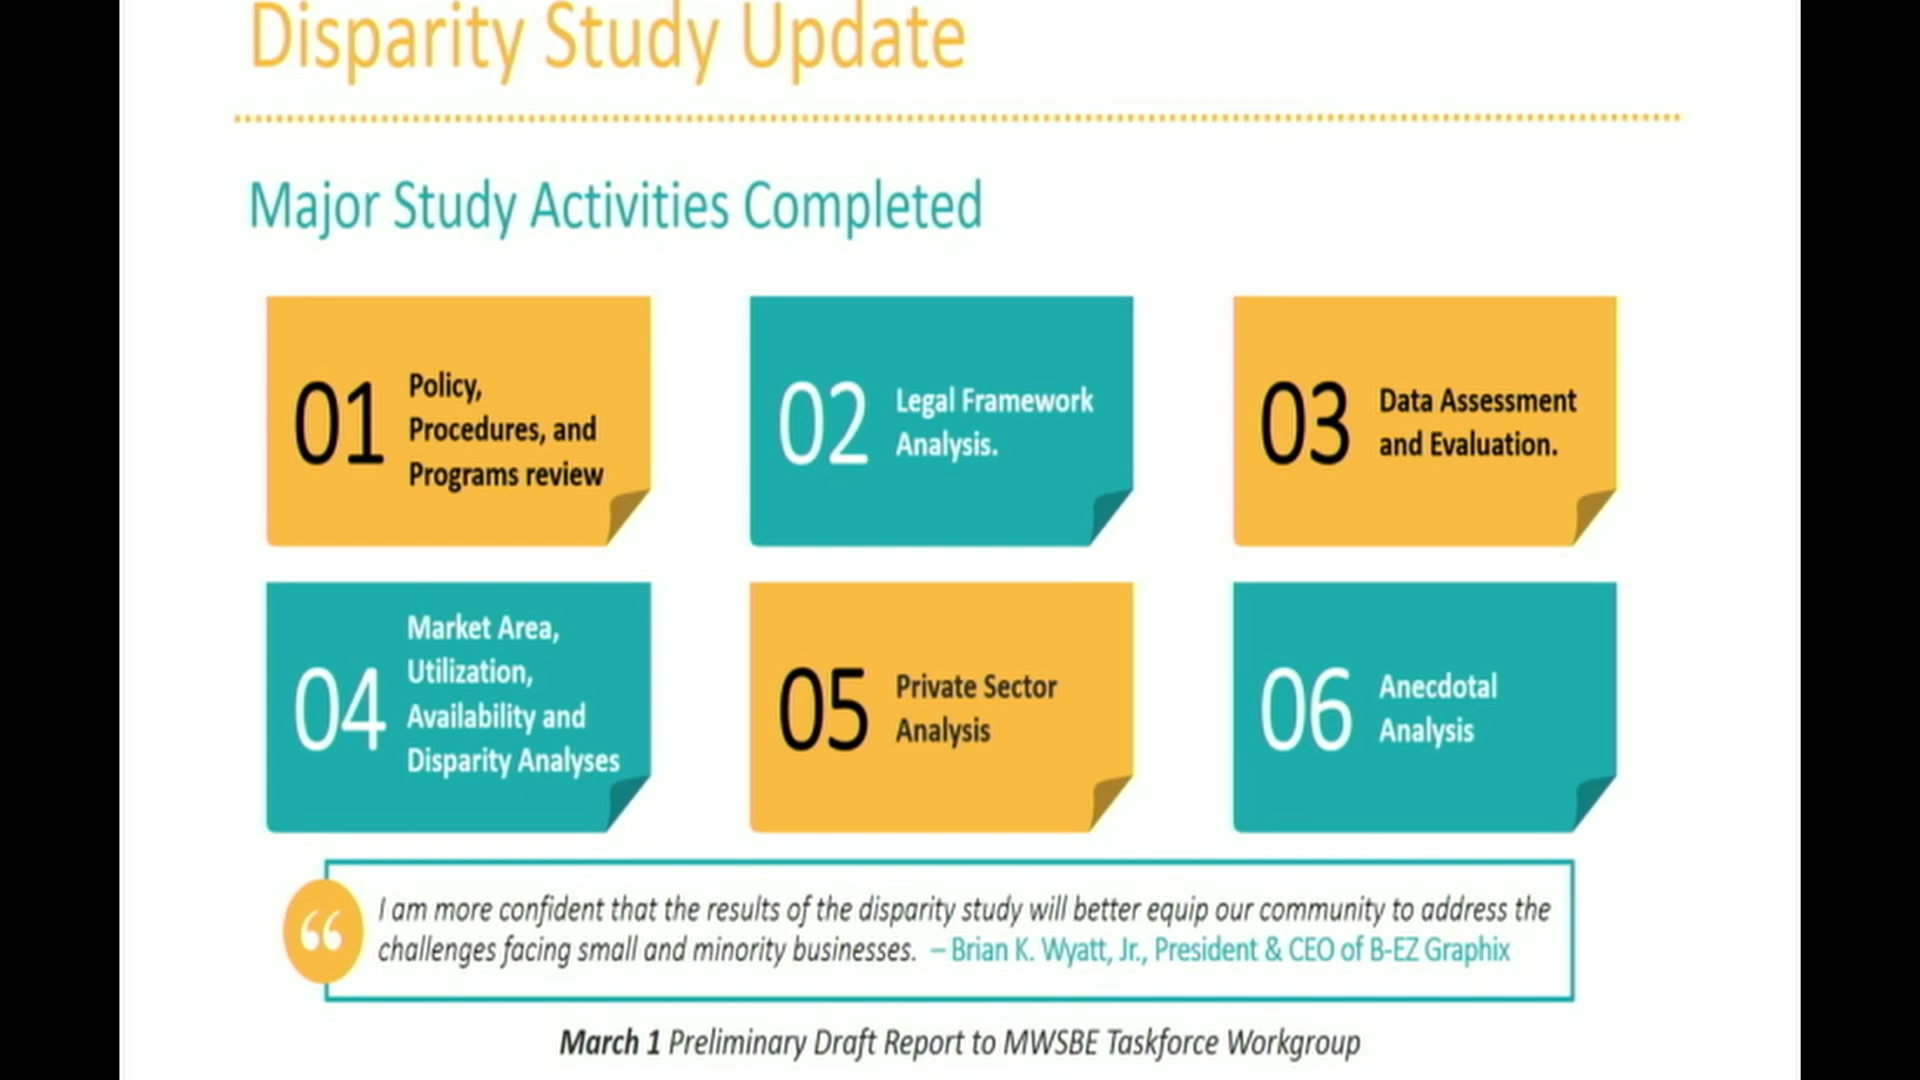 Disparity Study Update
Major Study Activities Completed
01
Policy,
Procedures, and
Programs review
02
Legal Framework
Analysis.
03
Data Assessment
and Evaluation.
04
Market Area,
Utilization,
Availability and
Disparity Analyses
05
Private Sector
Analysis
06
Anecdotal
Analysis
“
I am more confident that the results of the disparity study will better equip our community to address the
challenges facing small and minority businesses. – Brian K. Wyatt, Jr., President & CEO of B-EZ Graphix
March 1 Preliminary Draft Report to MWSBE Taskforce Workgroup